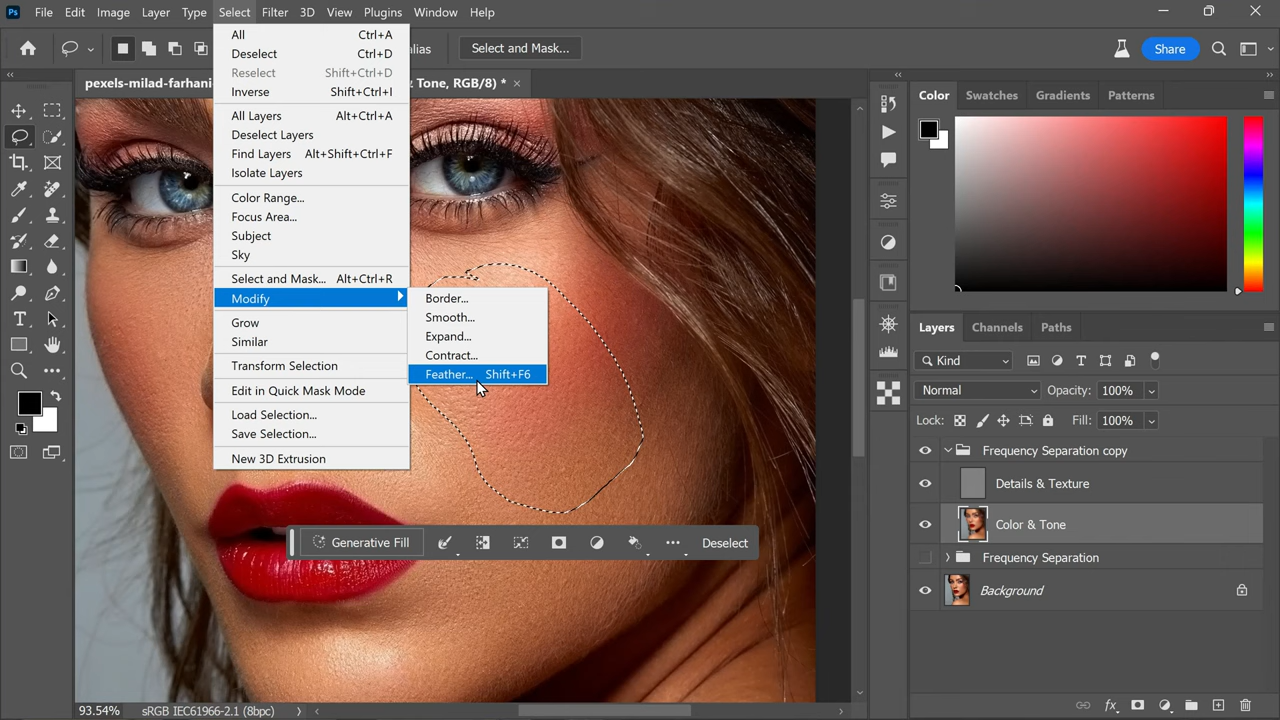 Ps File Edit Image Layer Type Select Filter 3D View Plugins Window Help
alias Select and Mask... Share
pexels-milad-farhani & Tone, RGB/8) * ×
All Ctrl+A
Deselect Ctrl+D
Reselect Shift+Ctrl+D
Inverse Shift+Ctrl+I
All Layers Alt+Ctrl+A
Deselect Layers
Find Layers Alt+Shift+Ctrl+F
Isolate Layers
Color Range...
Focus Area...
Subject
Sky
Select and Mask... Alt+Ctrl+R
Modify
Grow
Similar
Transform Selection
Edit in Quick Mask Mode
Load Selection...
Save Selection...
New 3D Extrusion
Border...
Smooth...
Expand...
Contract...
Feather... Shift+F6
Generative Fill Deselect
Color Swatches Gradients Patterns
Layers Channels Paths
Kind
Normal Opacity: 100%
Lock: Fill: 100%
Frequency Separation copy
Details & Texture
Color & Tone
Frequency Separation
Background
93.54% sRGB IEC61966-2.1 (8bpc)
fx